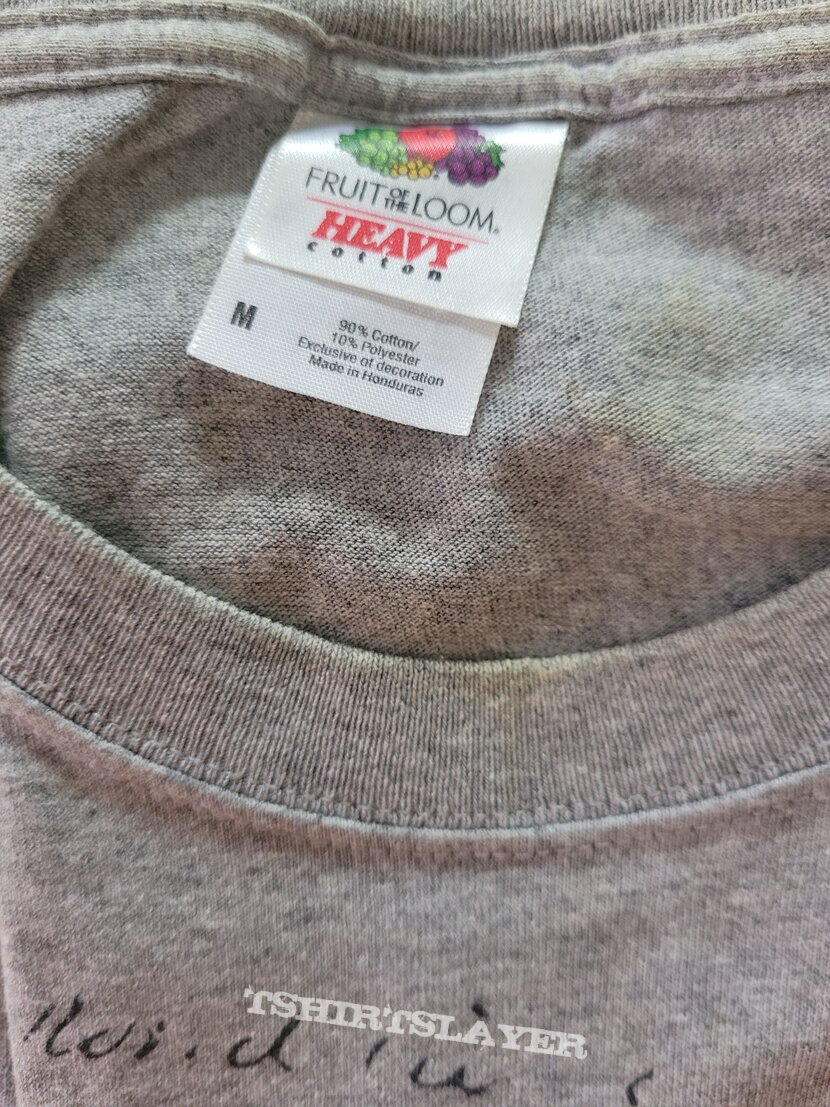 FRUIT OF THE LOOM®
HEAVY
cotton
M
90% Cotton/
10% Polyester
Exclusive of decoration
Made in Honduras
TSHIRTSLAYER